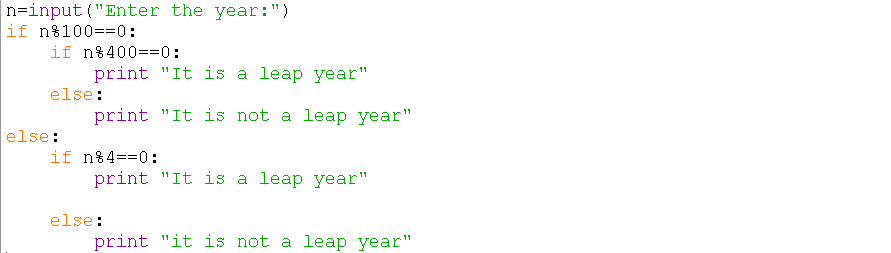 n=input("Enter the year:")
if n%100==0:
    if n%400==0:
        print "It is a leap year"
    else:
        print "It is not a leap year"
else:
    if n%4==0:
        print "It is a leap year"
    else:
        print "it is not a leap year"